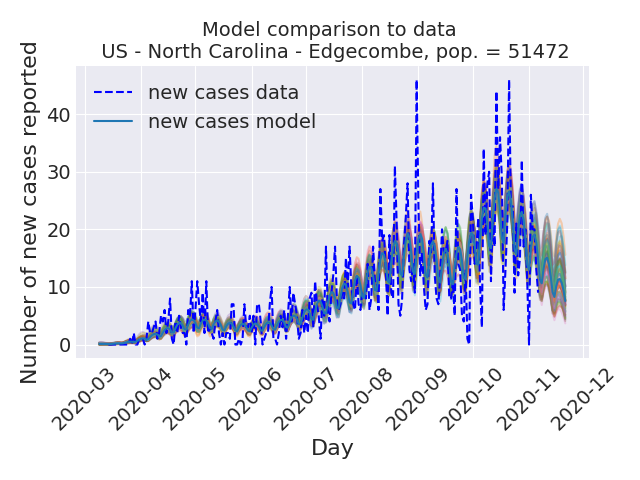 Model comparison to data
US - North Carolina - Edgecombe, pop. = 51472
Number of new cases reported
new cases data
new cases model
40
30
20
10
0
2020-03
2020-04
2020-05
2020-06
2020-07
2020-08
2020-09
2020-10
2020-11
2020-12
Day